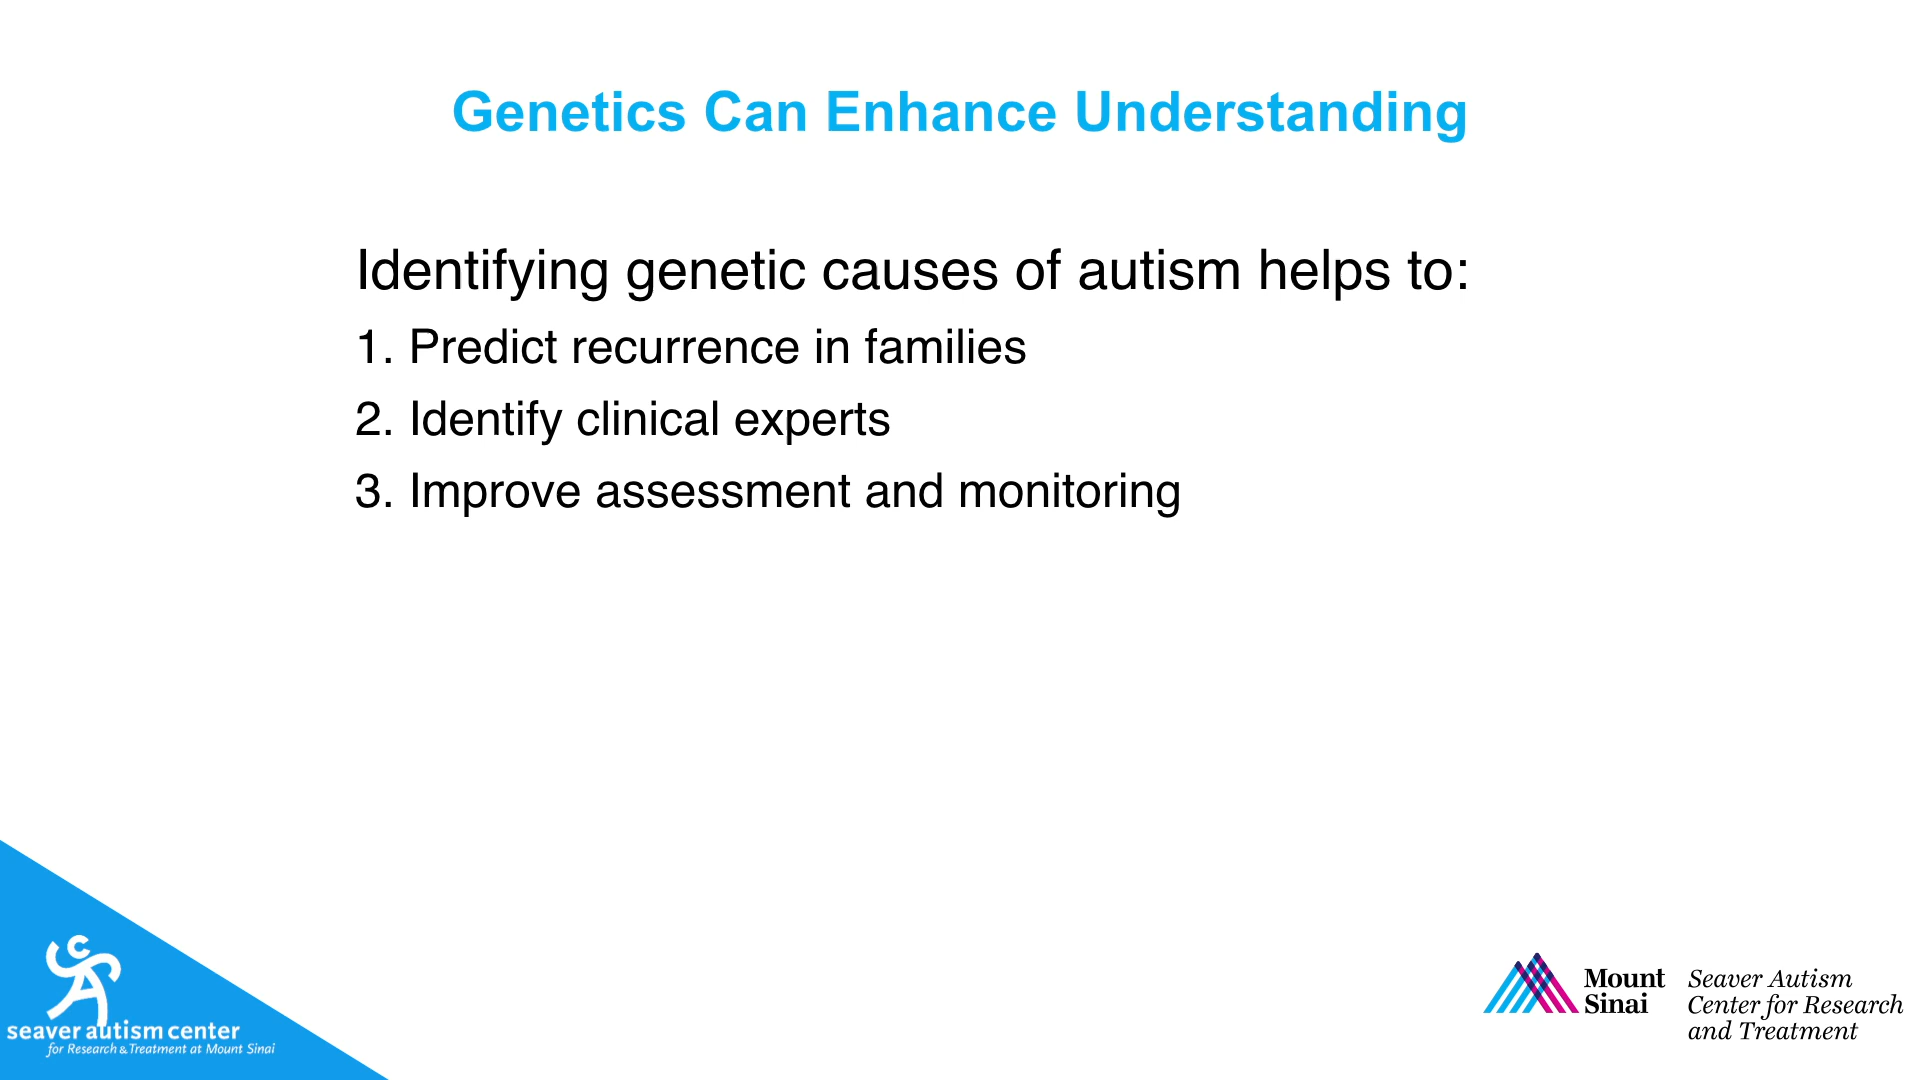 Genetics Can Enhance Understanding
Identifying genetic causes of autism helps to:
1. Predict recurrence in families
2. Identify clinical experts
3. Improve assessment and monitoring
seaver autism center
for Research & Treatment at Mount Sinai
Mount
Sinai
Seaver Autism
Center for Research
and Treatment